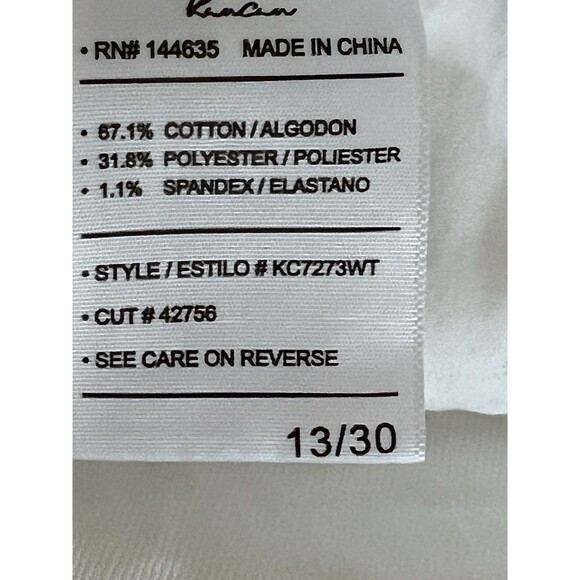 KanCan
• RN# 144635 MADE IN CHINA
• 67.1% COTTON / ALGODON
• 31.8% POLYESTER / POLIESTER
• 1.1% SPANDEX / ELASTANO
• STYLE / ESTILO # KC7273WT
• CUT # 42756
• SEE CARE ON REVERSE
13/30